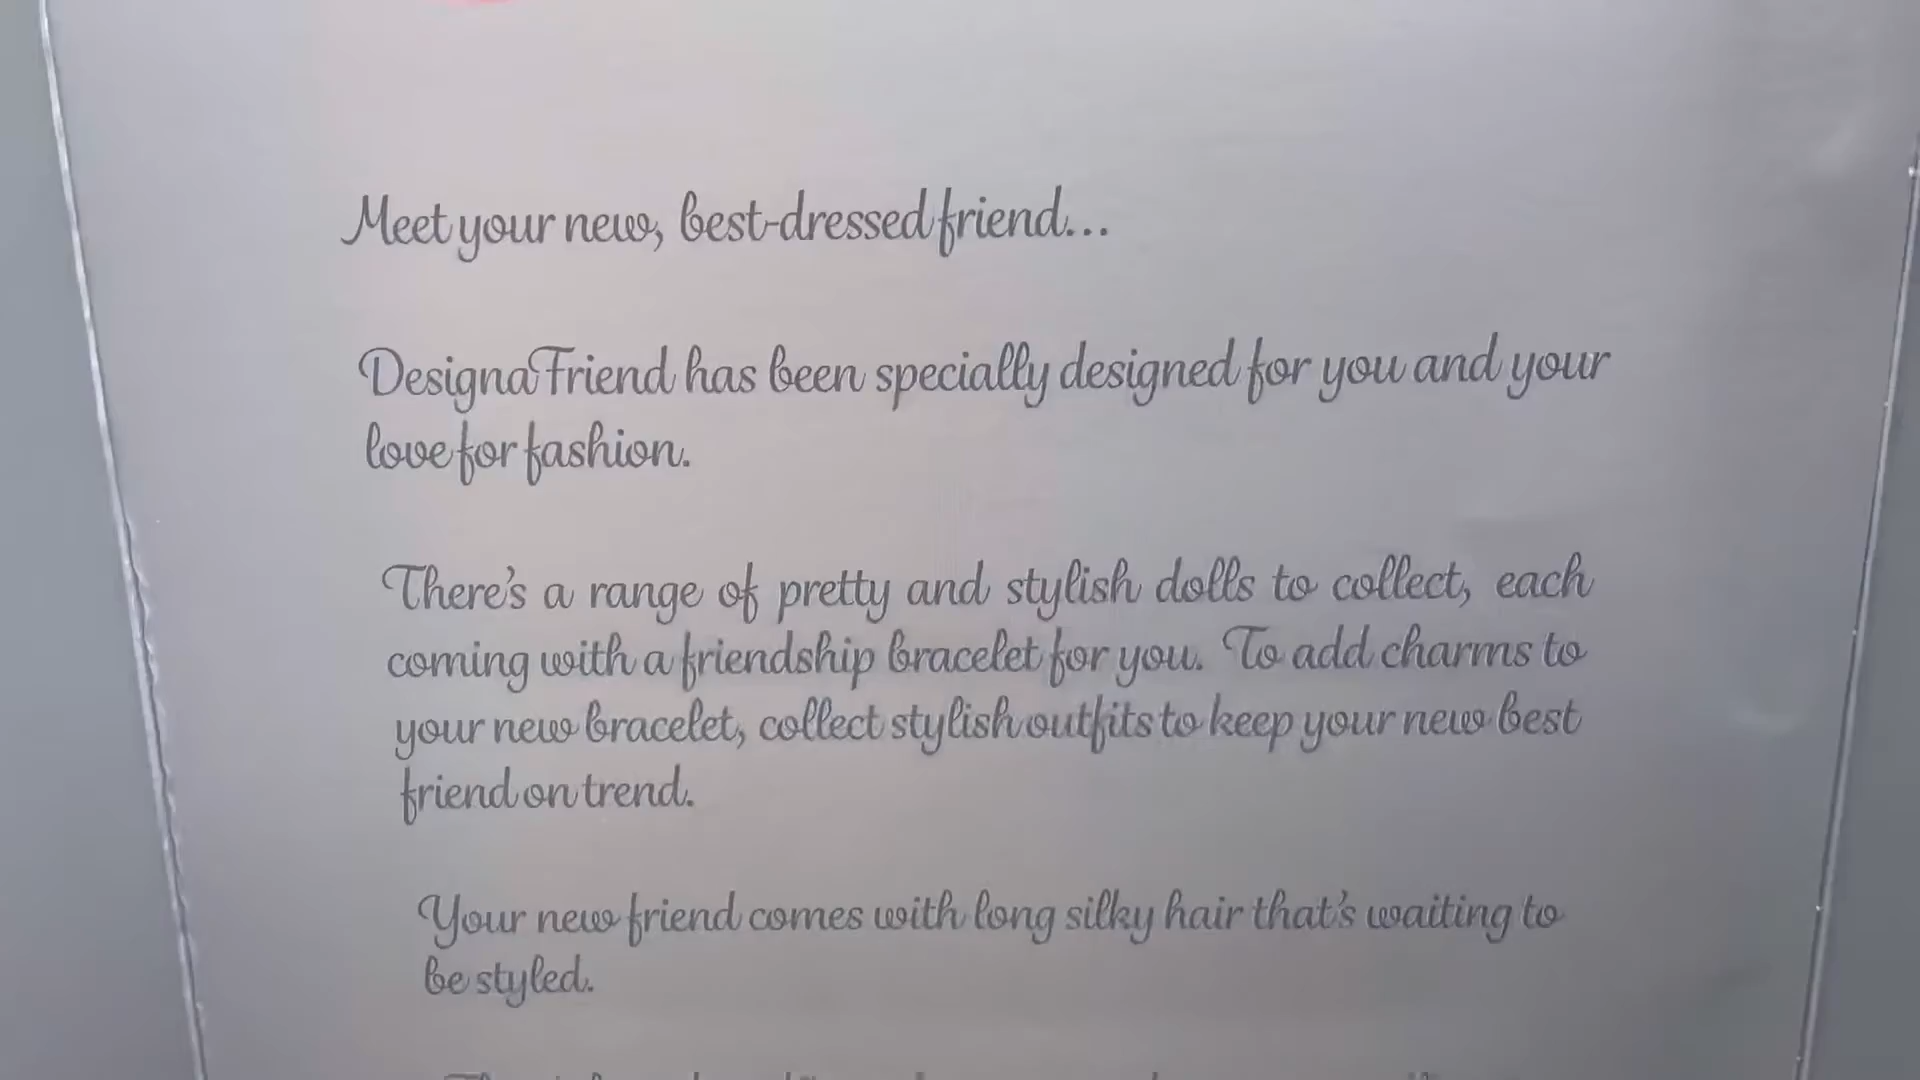 Meet your new, best-dressed friend...
DesignaFriend has been specially designed for you and your
love for fashion.
There's a range of pretty and stylish dolls to collect, each
coming with a friendship bracelet for you. To add charms to
your new bracelet, collect stylish outfits to keep your new best
friend on trend.
Your new friend comes with long silky hair that's waiting to
be styled.